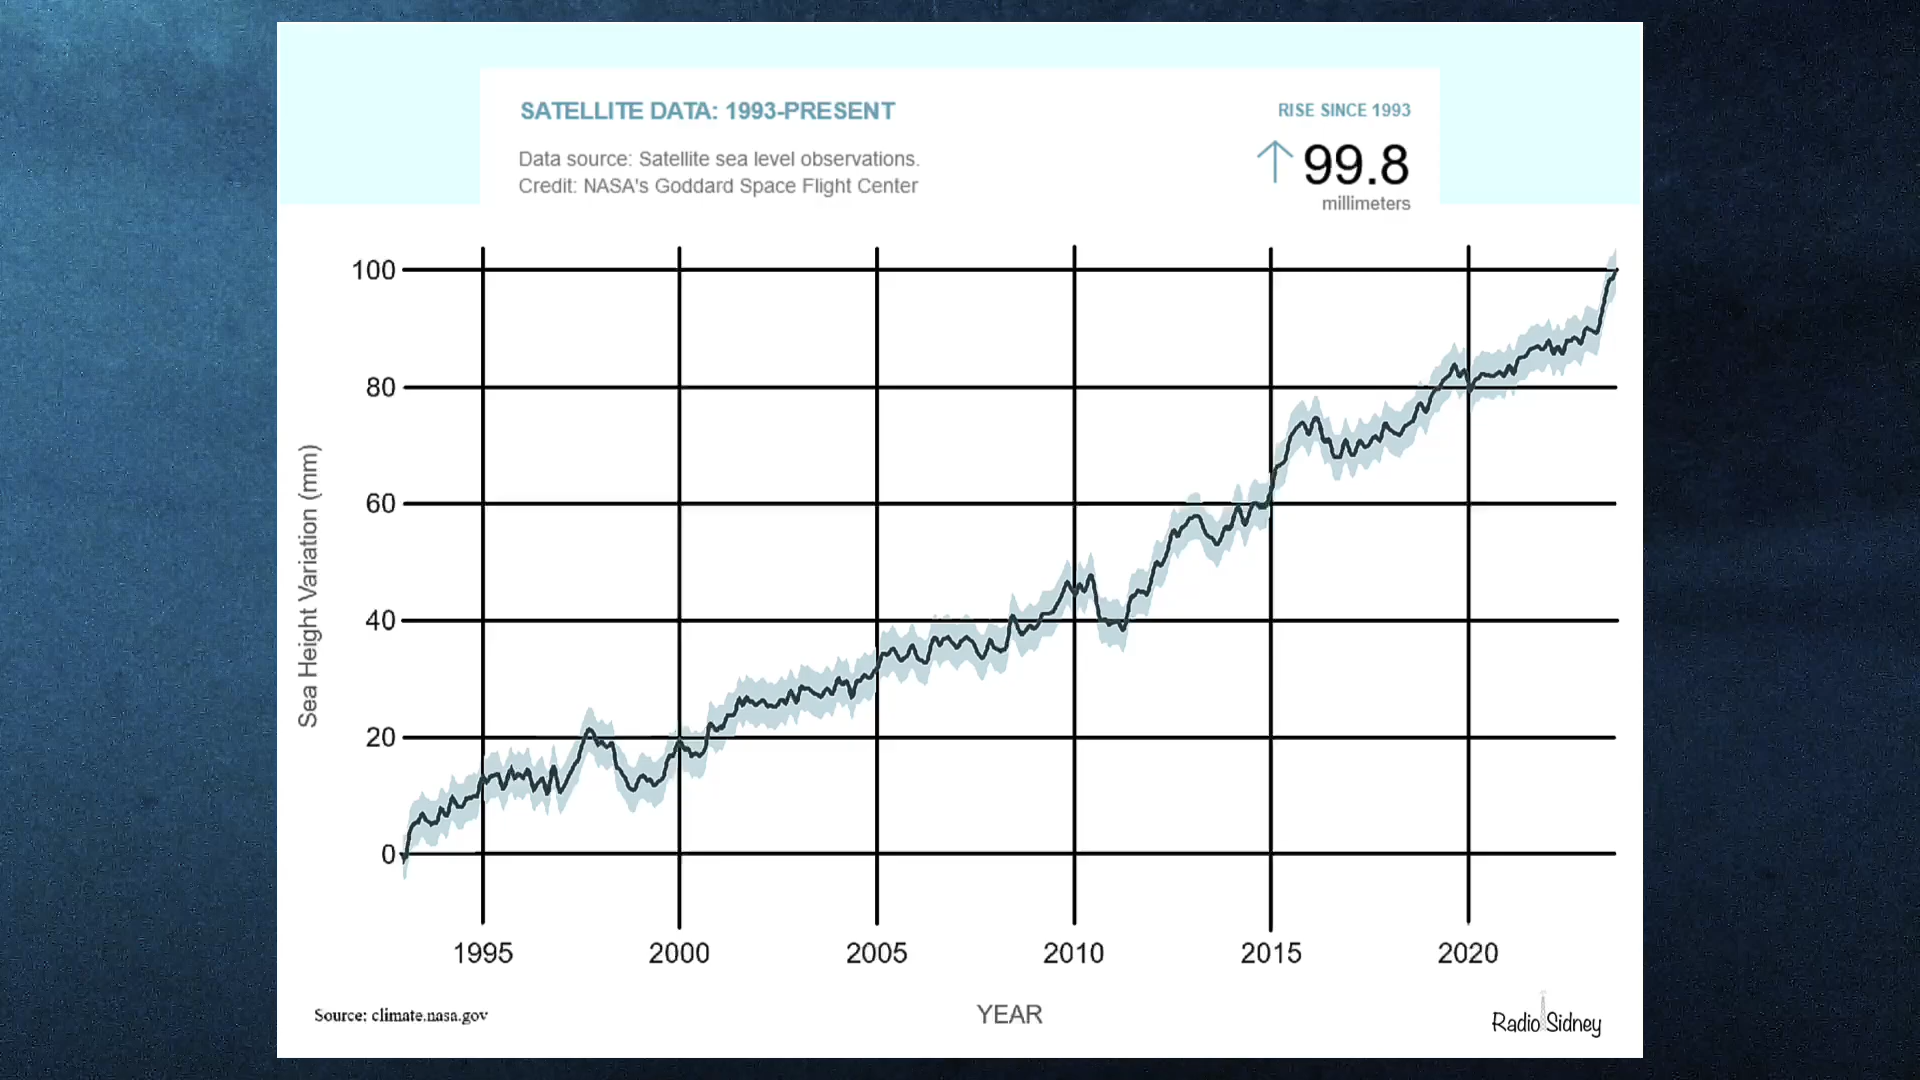 SATELLITE DATA: 1993-PRESENT
RISE SINCE 1993
Data source: Satellite sea level observations.
Credit: NASA's Goddard Space Flight Center
99.8
millimeters
100
80
60
40
20
0
Sea Height Variation (mm)
1995 2000 2005 2010 2015 2020
YEAR
Source: climate.nasa.gov
Radio Sidney